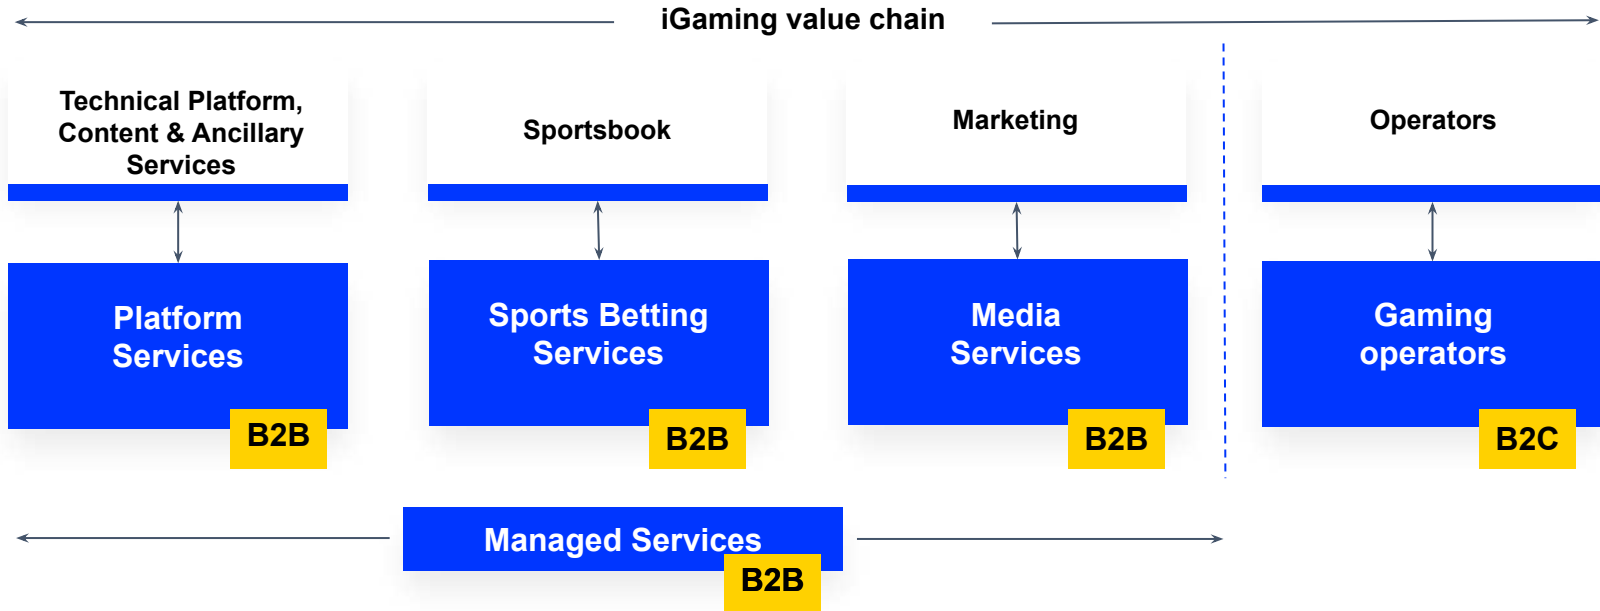 iGaming value chain
Technical Platform,
Content & Ancillary
Services
Sportsbook
Marketing
Operators
Platform
Services
B2B
Sports Betting
Services
B2B
Media
Services
B2B
Gaming
operators
B2C
Managed Services
B2B